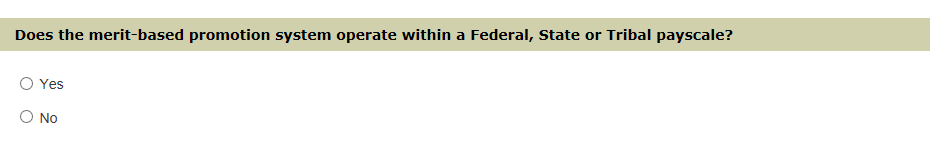 Does the merit-based promotion system operate within a Federal, State or Tribal payscale?
Yes
No